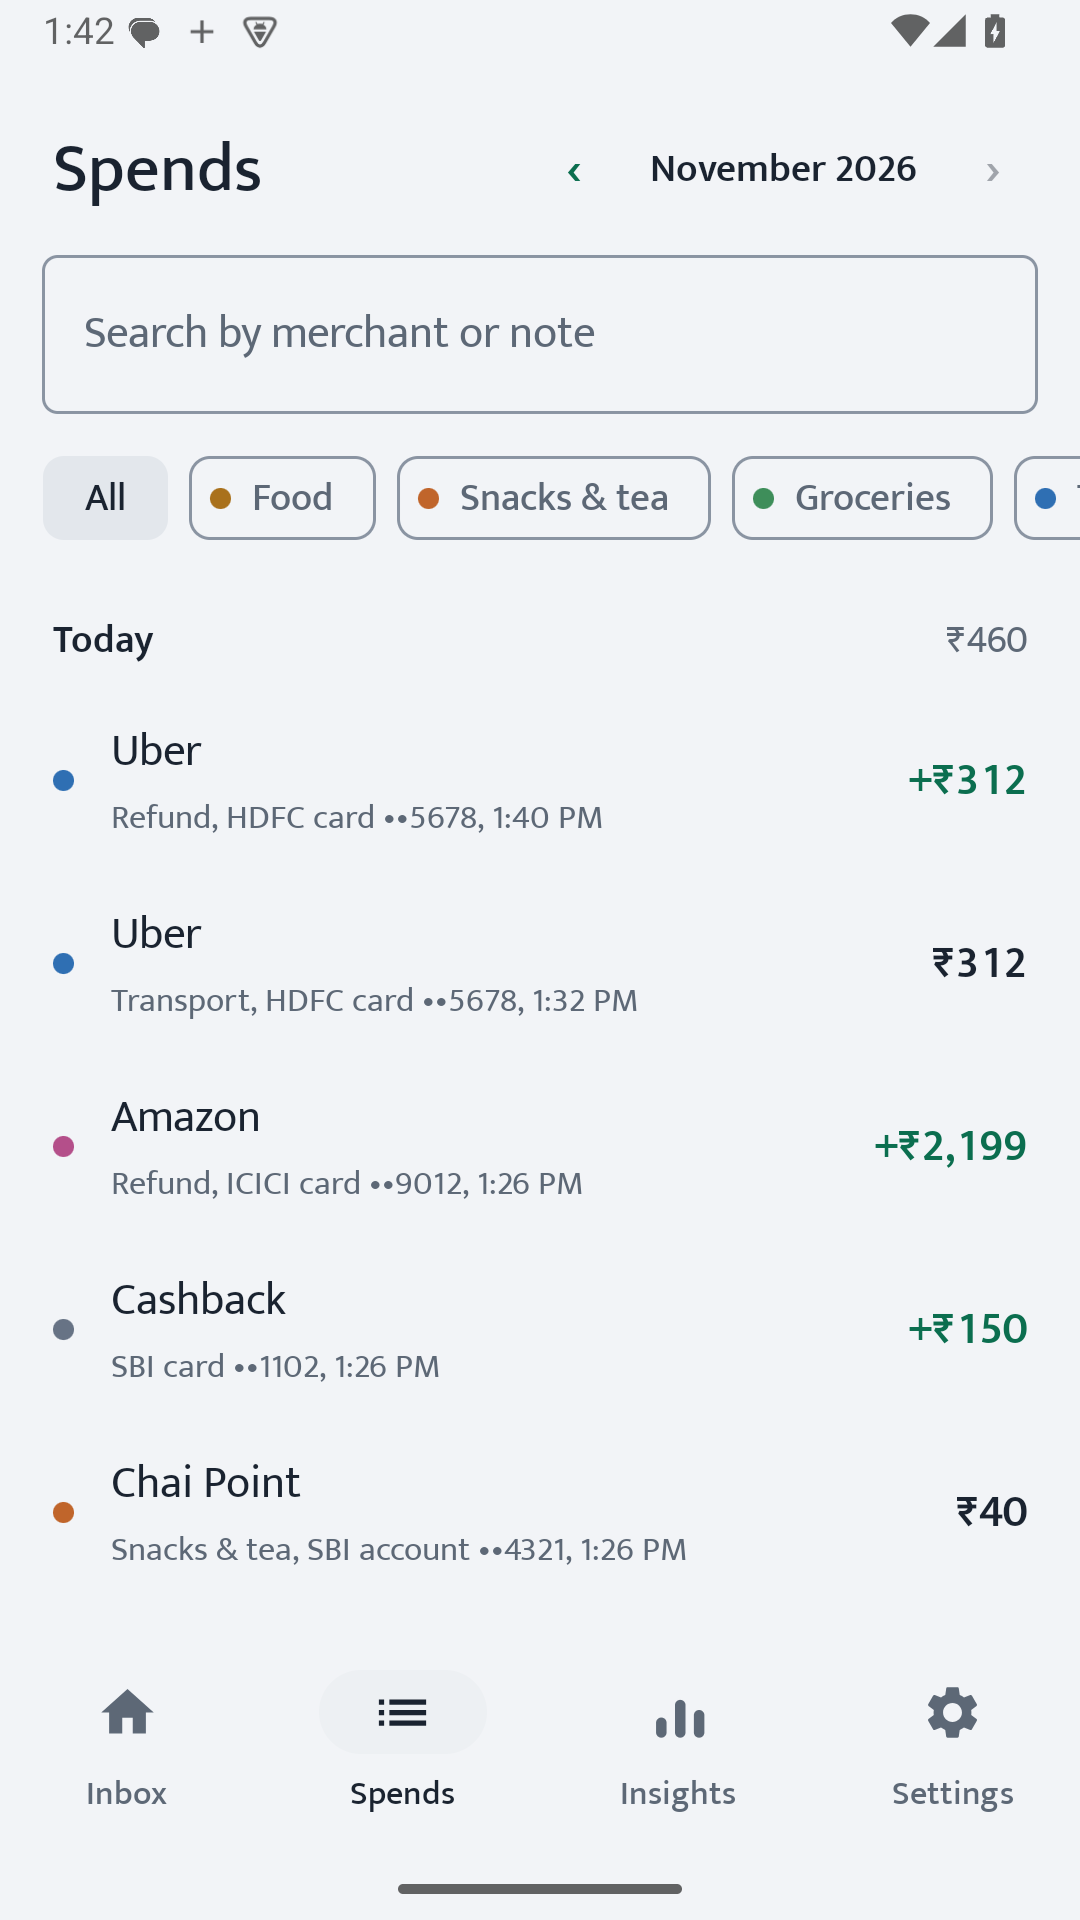 1:42
Spends
‹ November 2026 ›
Search by merchant or note
All Food Snacks & tea Groceries
Today ₹460
Uber
+₹312
Refund, HDFC card ••5678, 1:40 PM
Uber
₹312
Transport, HDFC card ••5678, 1:32 PM
Amazon
+₹2,199
Refund, ICICI card ••9012, 1:26 PM
Cashback
+₹150
SBI card ••1102, 1:26 PM
Chai Point
₹40
Snacks & tea, SBI account ••4321, 1:26 PM
Inbox Spends Insights Settings